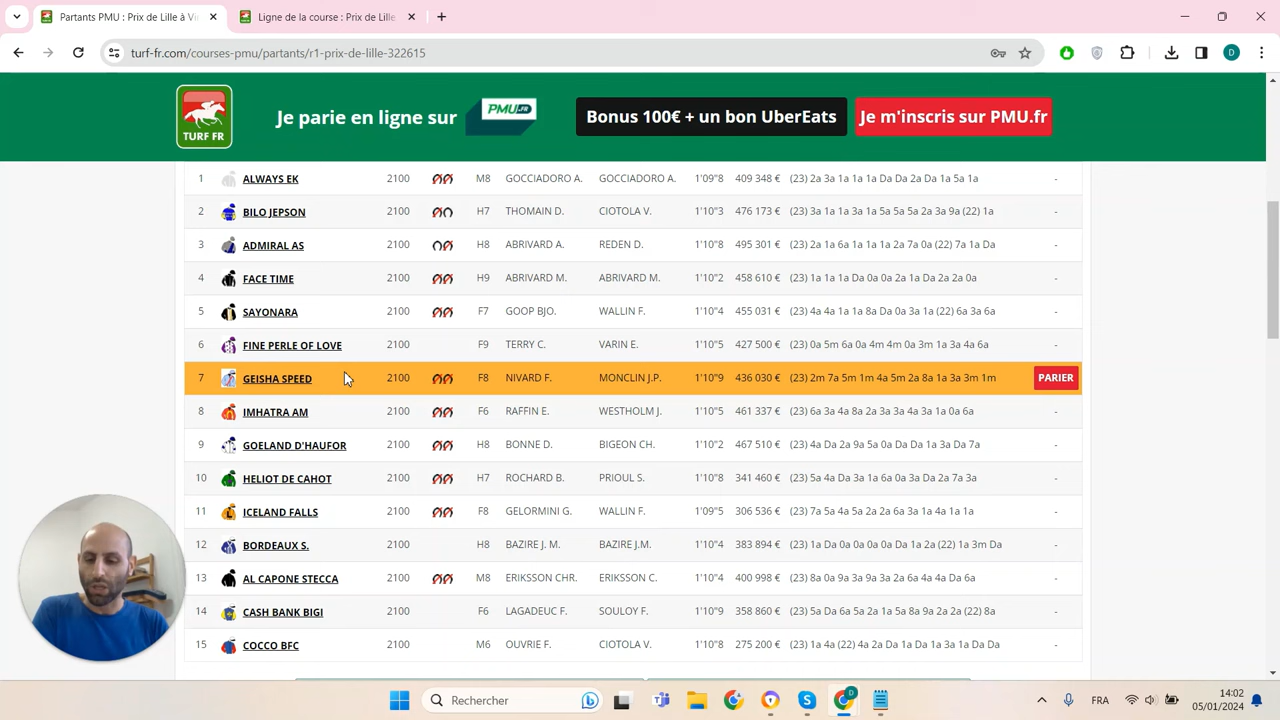 Partants PMU : Prix de Lille à Vi
Ligne de la course : Prix de Lille
turf-fr.com/courses-pmu/partants/r1-prix-de-lille-322615
D
TURF FR
Je parie en ligne sur PMU.FR
Bonus 100€ + un bon UberEats
Je m'inscris sur PMU.fr
1 ALWAYS EK 2100 M8 GOCCIADORO A. GOCCIADORO A. 1'09"8 409 348 € (23) 2a 3a 1a 1a 1a Da Da 2a Da 1a 5a 1a -
2 BILO JEPSON 2100 H7 THOMAIN D. CIOTOLA V. 1'10"3 476 173 € (23) 3a 1a 1a 3a 1a 5a 5a 5a 2a 3a 9a (22) 1a -
3 ADMIRAL AS 2100 H8 ABRIVARD A. REDEN D. 1'10"8 495 301 € (23) 2a 1a 6a 1a 1a 1a 2a 7a 0a (22) 7a 1a Da -
4 FACE TIME 2100 H9 ABRIVARD M. ABRIVARD M. 1'10"2 458 610 € (23) 1a 1a 1a Da 0a 0a 2a 1a Da 2a 2a 0a -
5 SAYONARA 2100 F7 GOOP BJO. WALLIN F. 1'10"4 455 031 € (23) 4a 4a 1a 1a 8a Da 0a 3a 1a (22) 6a 3a 6a -
6 FINE PERLE OF LOVE 2100 F9 TERRY C. VARIN E. 1'10"4 427 500 € (23) 0a 5m 6a 0a 4m 4m 0a 3m 1a 3a 4a 6a -
7 GEISHA SPEED 2100 F8 NIVARD F. MONCLIN J.P. 1'10"9 436 030 € (23) 2m 7a 5m 1m 4a 5m 2a 8a 1a 3a 3m 1m PARIER
8 IMHATRA AM 2100 F6 RAFFIN E. WESTHOLM J. 1'10"5 461 337 € (23) 6a 3a 4a 8a 2a 3a 3a 4a 3a 1a 0a 6a -
9 GOELAND D'HAUFOR 2100 H8 BONNE D. BIGEON CH. 1'10"2 467 510 € (23) 4a Da 2a 9a 5a 0a Da Da 1a 3a Da 7a -
10 HELIOT DE CAHOT 2100 H7 ROCHARD B. PRIOUL S. 1'10"8 341 460 € (23) 5a 4a Da 3a 1a 6a 0a 3a Da 2a 7a 3a -
11 ICELAND FALLS 2100 F8 GELORMINI G. WALLIN F. 1'09"5 306 536 € (23) 7a 5a 4a 5a 2a 2a 6a 3a 1a 4a 1a 1a -
12 BORDEAUX S. 2100 H8 BAZIRE J. M. BAZIRE J.M. 1'10"4 383 894 € (23) 1a Da 0a 0a 0a 0a Da 1a 2a (22) 1a 3m Da -
13 AL CAPONE STECCA 2100 M8 ERIKSSON CHR. ERIKSSON C. 1'10"4 400 998 € (23) 8a 0a 9a 3a 9a 3a 2a 6a 4a 4a Da 6a -
14 CASH BANK BIGI 2100 F6 LAGADEUC F. SOULOY F. 1'10"9 358 860 € (23) 5a Da 6a 5a 2a 1a 5a 8a 9a 2a 2a (22) 8a -
15 COCCO BFC 2100 M6 OUVRIE F. CIOTOLA V. 1'10"8 275 200 € (23) 1a 4a (22) 4a 2a Da 1a Da 1a 3a 1a Da Da -
Rechercher
FRA
14:02
05/01/2024